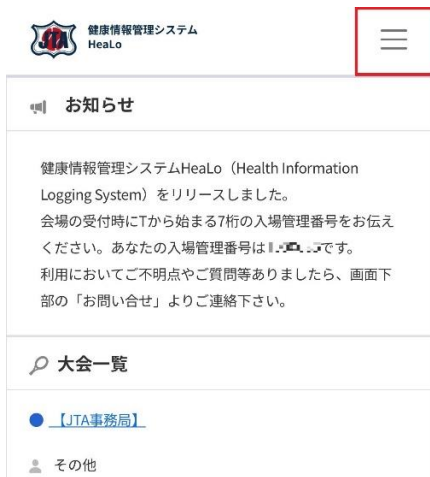 JTA
健康情報管理システム
HeaLo
お知らせ
健康情報管理システムHeaLo（Health Information
Logging System）をリリースしました。
会場の受付時にTから始まる7桁の入場管理番号をお伝え
ください。あなたの入場管理番号は です。
利用においてご不明点やご質問等ありましたら、画面下
部の「お問い合せ」よりご連絡下さい。
大会一覧
【JTA事務局】
その他